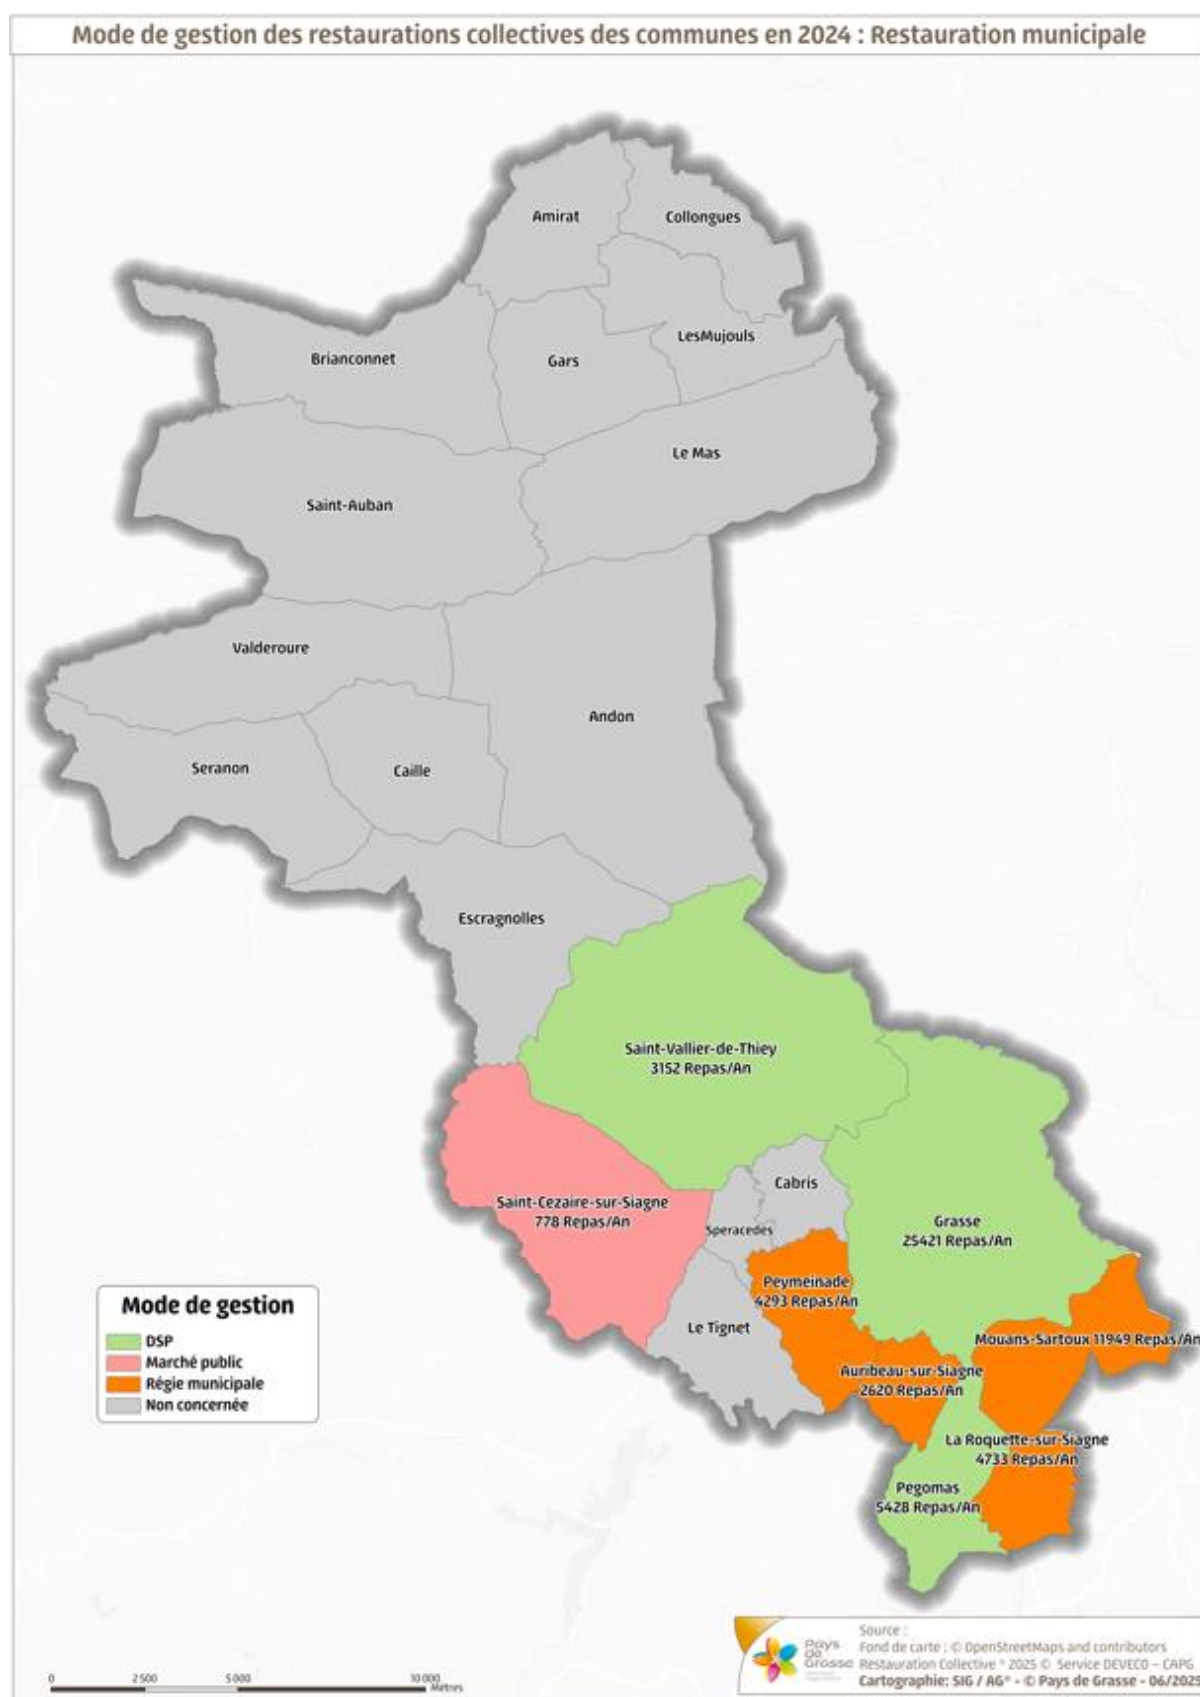 Mode de gestion des restaurations collectives des communes en 2024 : Restauration municipale
Amirat
Collongues
LesMujouls
Brianconnet
Gars
Le Mas
Saint-Auban
Valderoure
Andon
Seranon
Caille
Escragnolles
Saint-Vallier-de-Thiey
3152 Repas/An
Cabris
Saint-Cezaire-sur-Siagne
778 Repas/An
Speracedes
Grasse
25421 Repas/An
Peymeinade
4293 Repas/An
Le Tignet
Mouans-Sartoux 11949 Repas/An
Auribeau-sur-Siagne
2620 Repas/An
La Roquette-sur-Siagne
4733 Repas/An
Pegomas
5428 Repas/An
Mode de gestion
DSP
Marché public
Régie municipale
Non concernée
0 2 500 5 000 10 000
Mètres
Pays
de
Grasse
Source :
Fond de carte : © OpenStreetMaps and contributors
Restauration Collective ° 2025 © Service DEVECO - CAPG
Cartographie: SIG / AG° - © Pays de Grasse - 06/2025